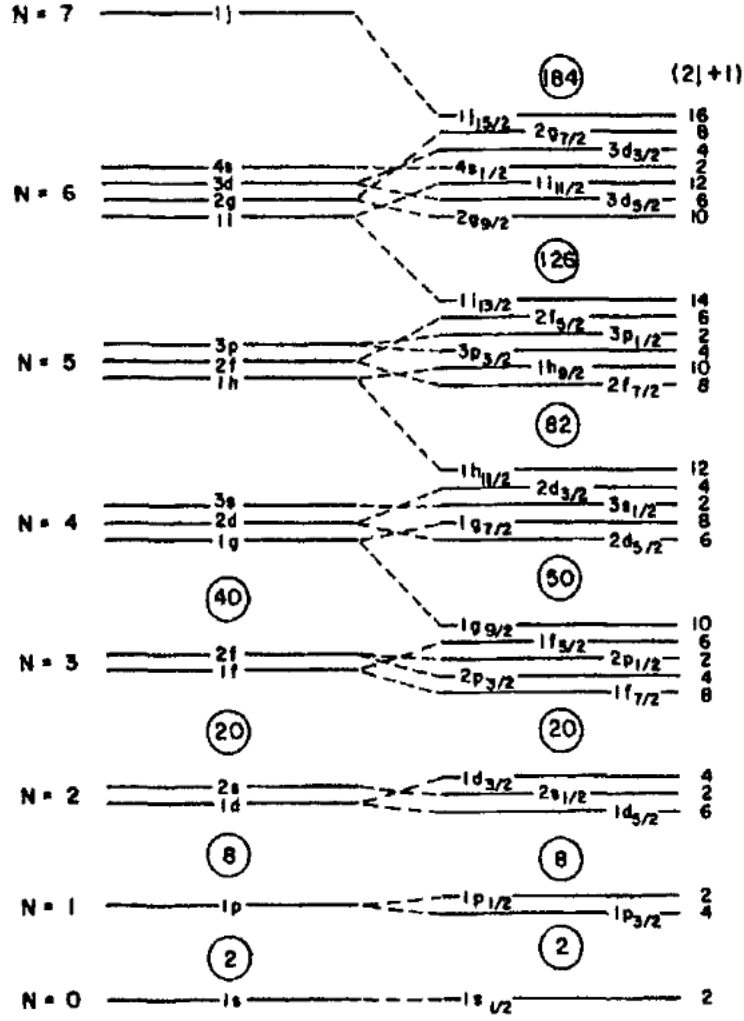 N = 7 1j
184 (2j+1)
1j15/2 16
2g7/2 8
3d3/2 4
4s 4s1/2 2
3d 1i11/2 12
N = 6 2g 3d5/2 6
1i 2g9/2 10
126
1i13/2 14
2f5/2 6
3p1/2 2
3p 3p3/2 4
N = 5 2f 1h9/2 10
1h 2f7/2 8
82
1h11/2 12
2d3/2 4
3s 3s1/2 2
N = 4 2d 1g7/2 8
1g 2d5/2 6
40 50
1g9/2 10
1f5/2 6
2f 2p1/2 2
N = 3 1f 2p3/2 4
1f7/2 8
20 20
1d3/2 4
2s 2s1/2 2
N = 2 1d 1d5/2 6
8 8
1p1/2 2
N = 1 1p 1p3/2 4
2 2
N = 0 1s 1s1/2 2